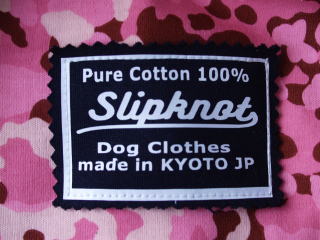 Pure Cotton 100%
Slipknot
Dog Clothes
made in KYOTO JP